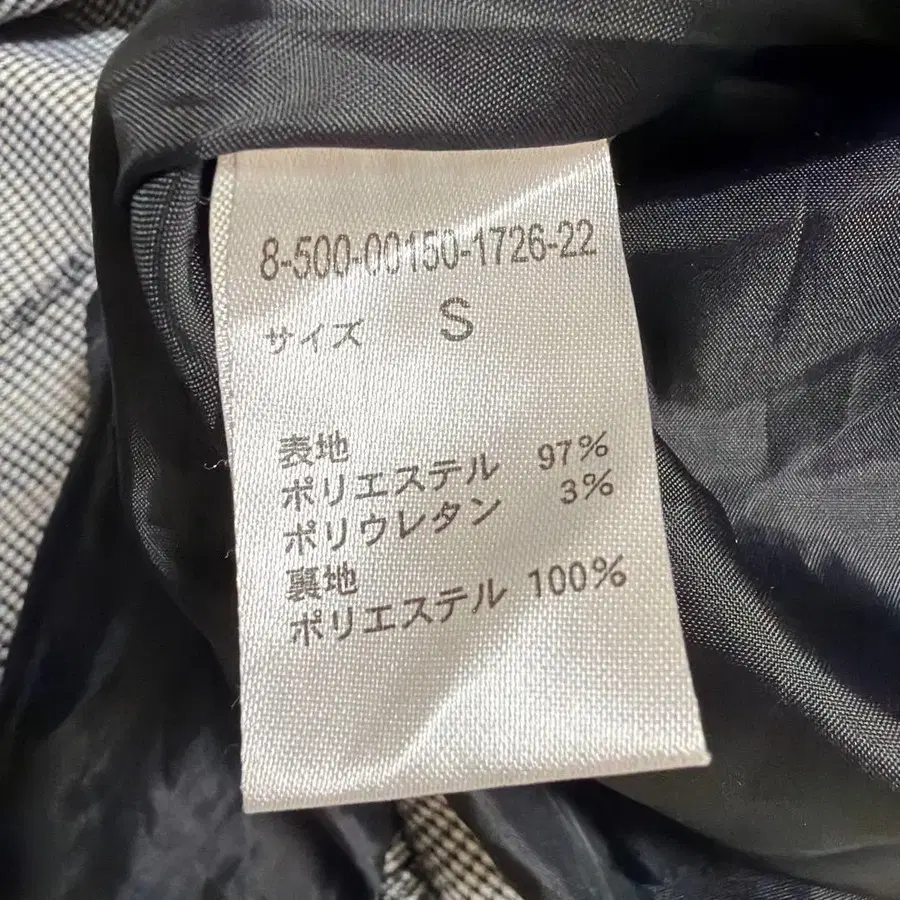 8-500-00150-1726-22
サイズ S
表地
ポリエステル 97%
ポリウレタン 3%
裏地
ポリエステル 100%